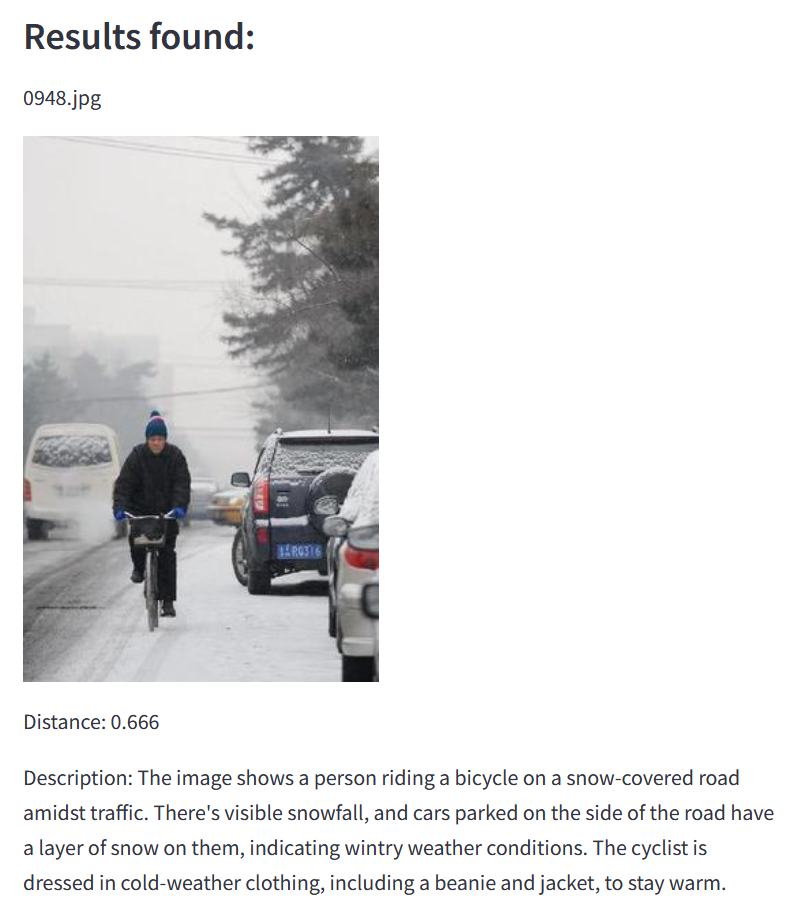 Results found:
0948.jpg
Distance: 0.666
Description: The image shows a person riding a bicycle on a snow-covered road
amidst traffic. There's visible snowfall, and cars parked on the side of the road have
a layer of snow on them, indicating wintry weather conditions. The cyclist is
dressed in cold-weather clothing, including a beanie and jacket, to stay warm.